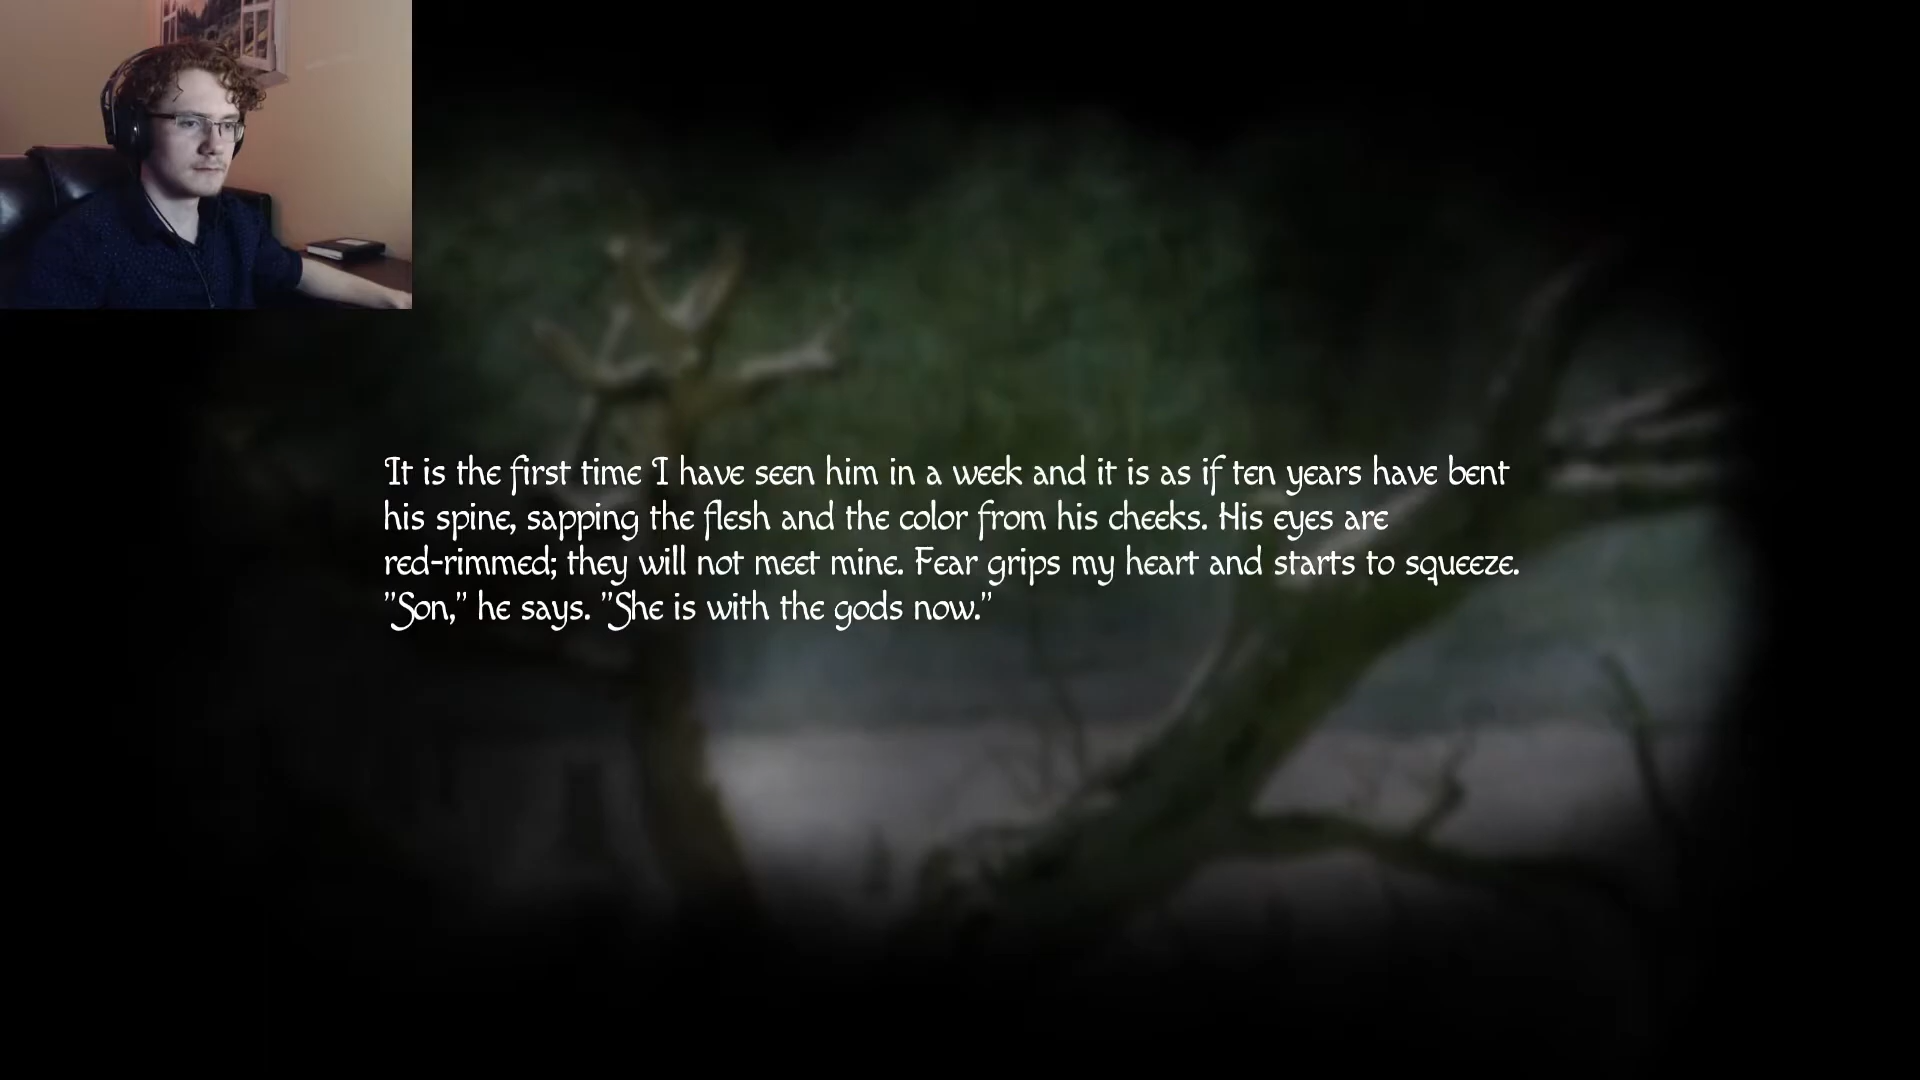 It is the first time I have seen him in a week and it is as if ten years have bent
his spine, sapping the flesh and the color from his cheeks. His eyes are
red-rimmed; they will not meet mine. Fear grips my heart and starts to squeeze.
"Son," he says. "She is with the gods now."